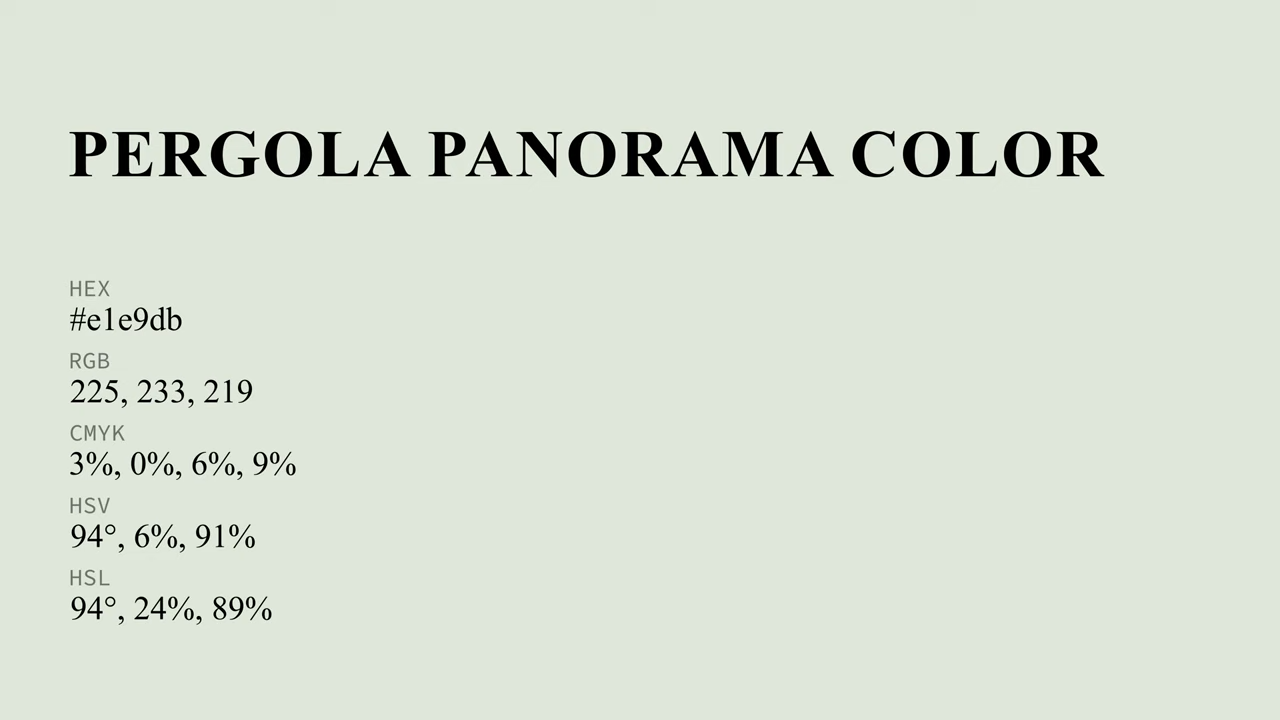 PERGOLA PANORAMA COLOR
HEX
#e1e9db
RGB
225, 233, 219
CMYK
3%, 0%, 6%, 9%
HSV
94°, 6%, 91%
HSL
94°, 24%, 89%